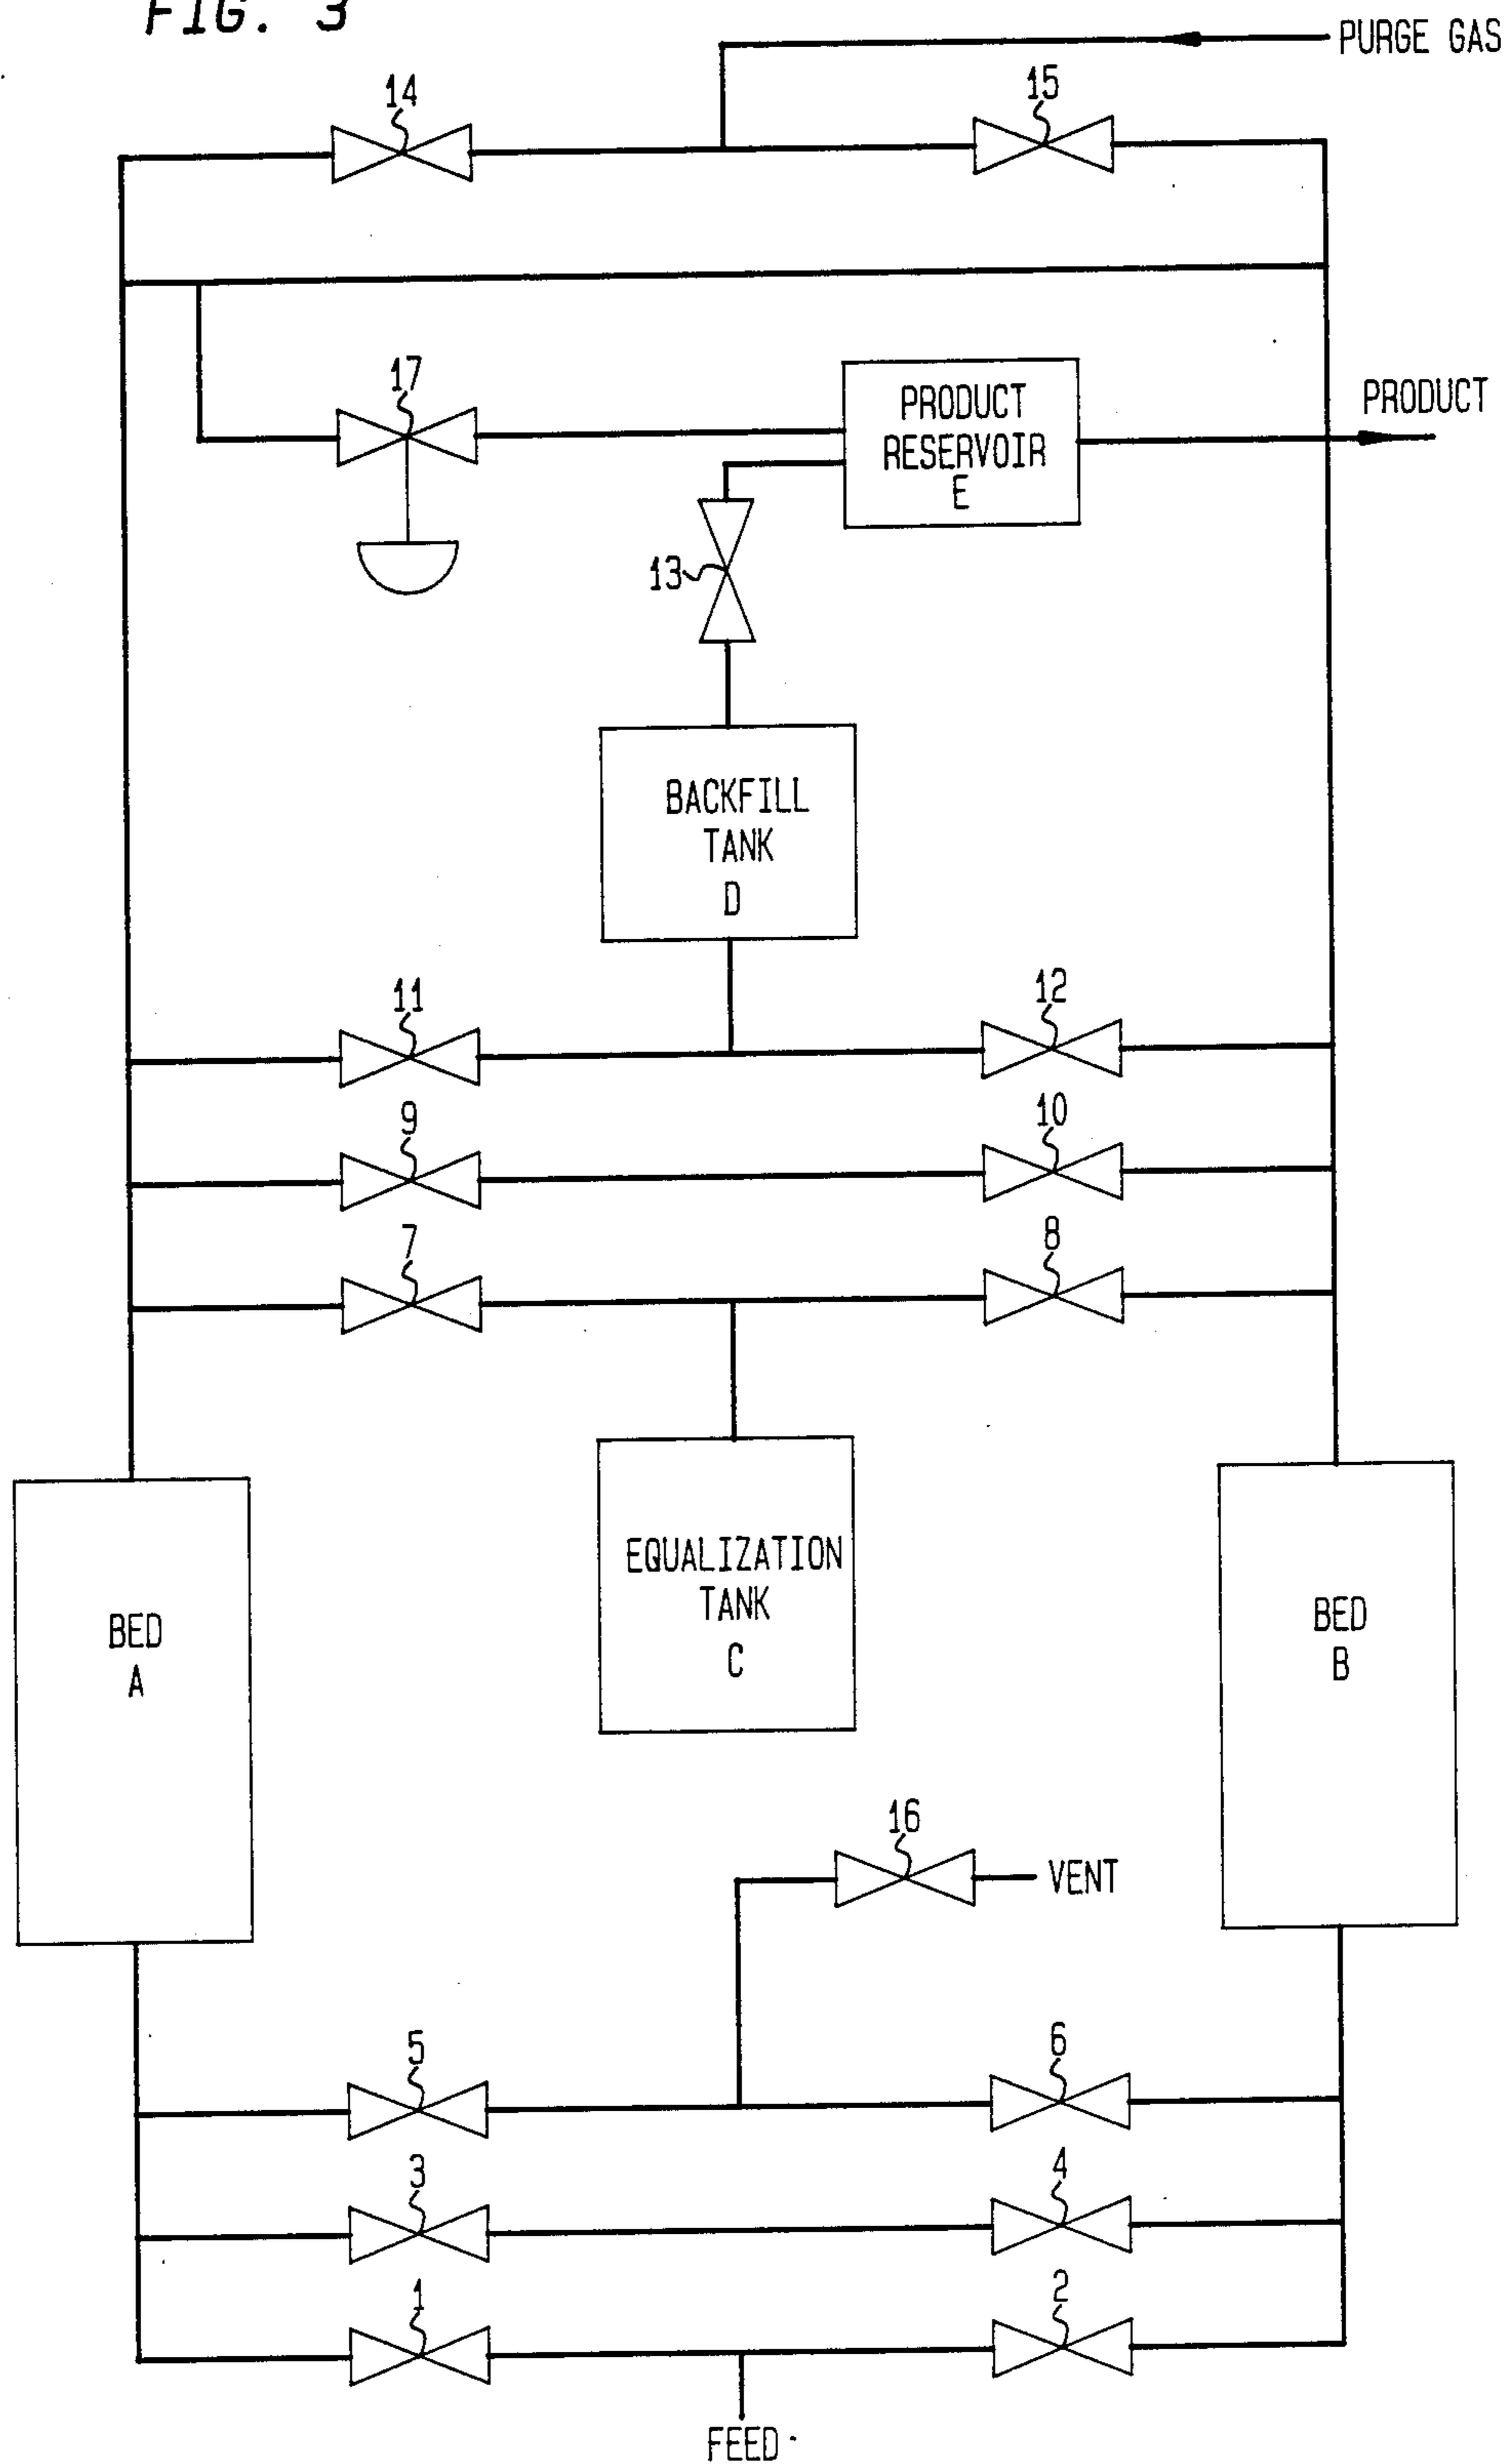 FIG. 3
PURGE GAS
14
15
17
PRODUCT
RESERVOIR
E
PRODUCT
13
BACKFILL
TANK
D
11
12
9
10
7
8
EQUALIZATION
TANK
C
BED
A
BED
B
16
VENT
5
6
3
4
1
2
FEED